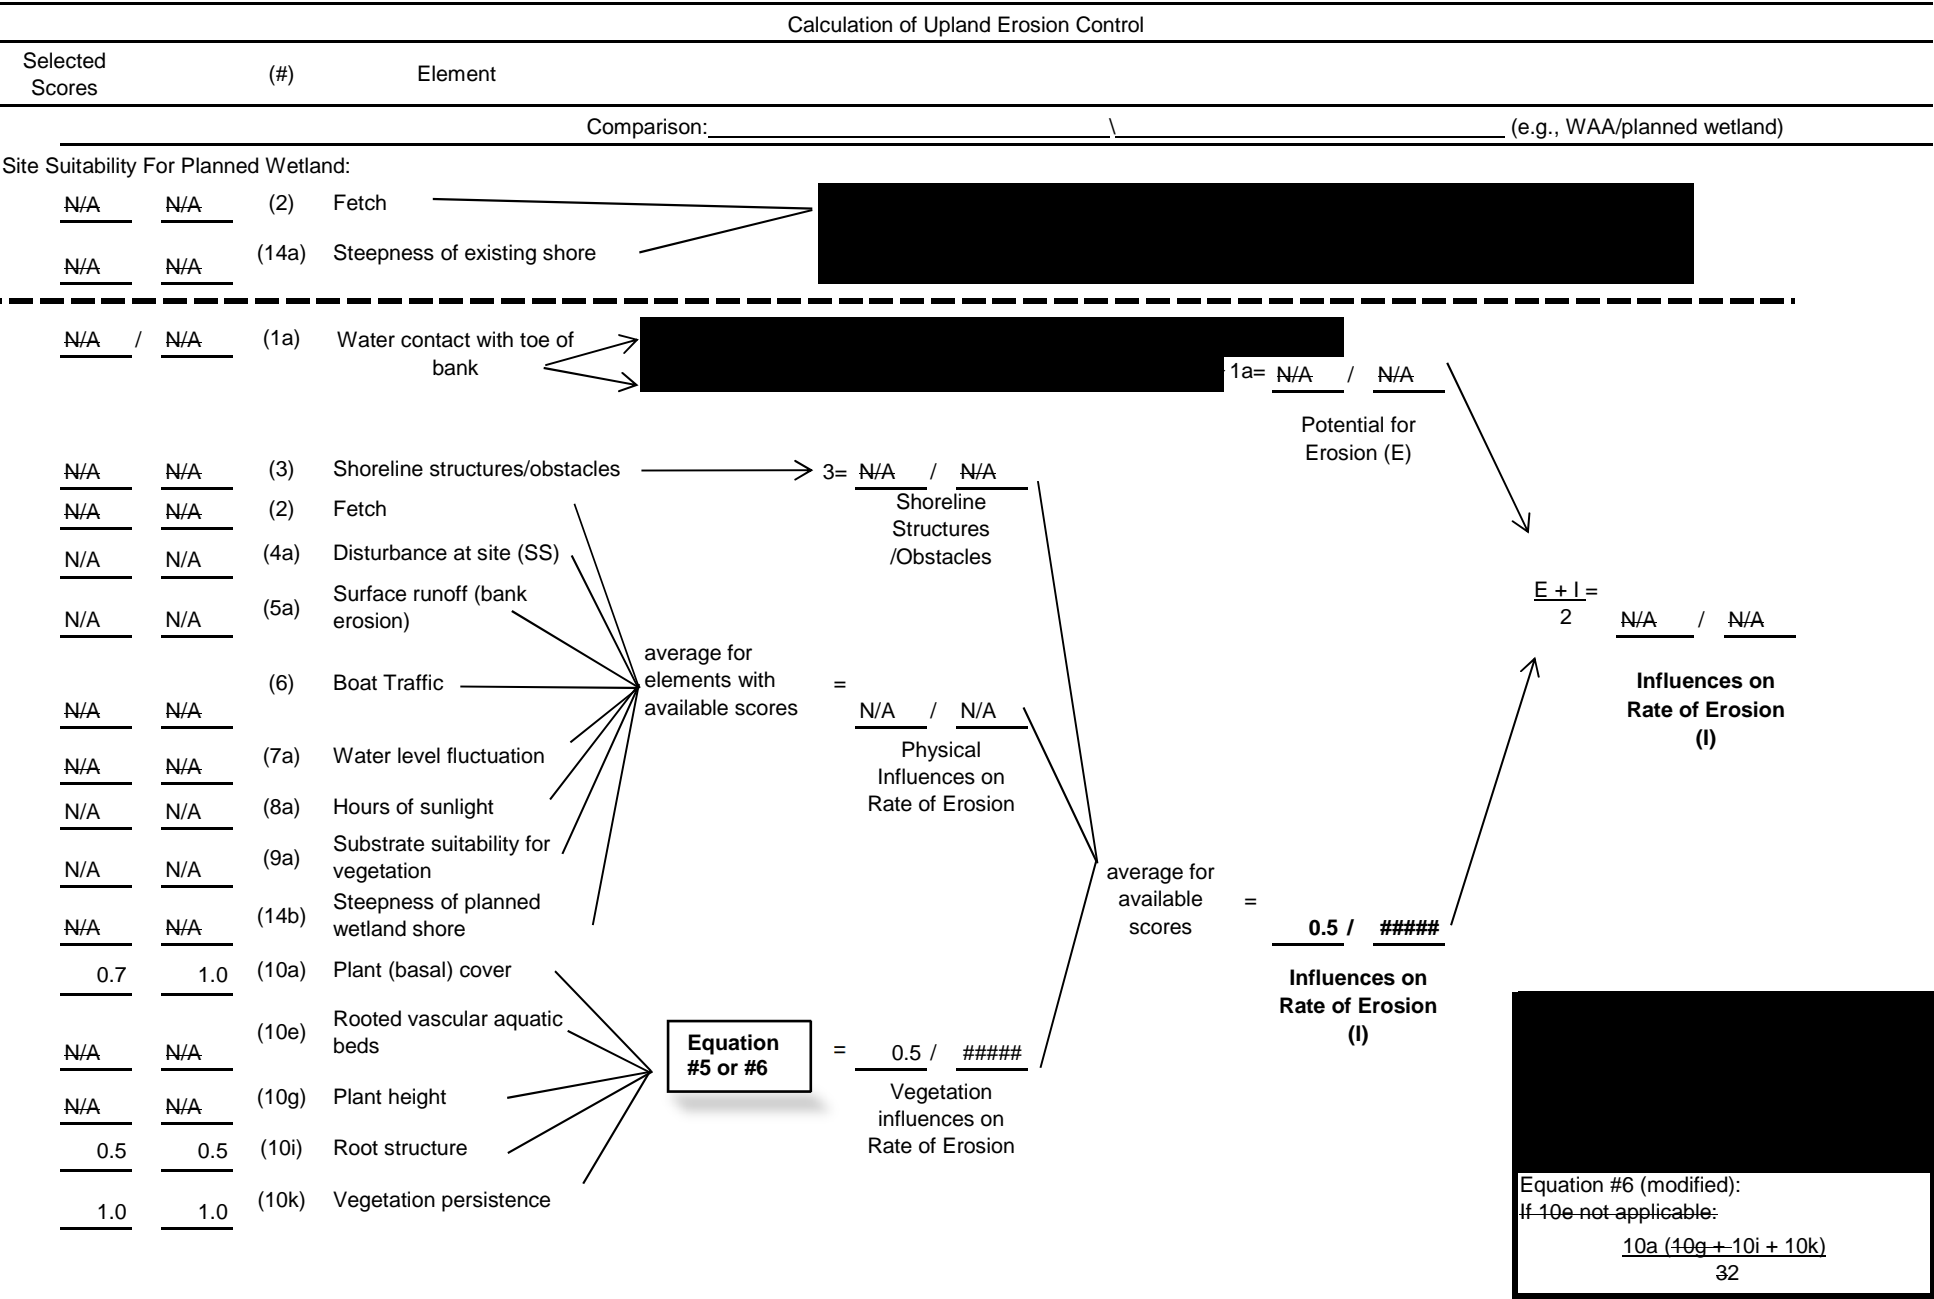 Calculation of Upland Erosion Control
Selected
Scores
(#)
Element
Comparison: \ (e.g., WAA/planned wetland)
Site Suitability For Planned Wetland:
N/A N/A (2) Fetch
N/A N/A (14a) Steepness of existing shore
N/A / N/A (1a) Water contact with toe of
bank
1a= N/A / N/A
Potential for
Erosion (E)
N/A N/A (3) Shoreline structures/obstacles 3= N/A / N/A
Shoreline
Structures
/Obstacles
N/A N/A (2) Fetch
N/A N/A (4a) Disturbance at site (SS)
N/A N/A (5a) Surface runoff (bank
erosion)
E + I =
2
N/A / N/A
Influences on
Rate of Erosion
(I)
N/A N/A (6) Boat Traffic
average for
elements with
available scores
= N/A / N/A
Physical
Influences on
Rate of Erosion
N/A N/A (7a) Water level fluctuation
N/A N/A (8a) Hours of sunlight
N/A N/A (9a) Substrate suitability for
vegetation
N/A N/A (14b) Steepness of planned
wetland shore
average for
available
scores
= 0.5 / #####
Influences on
Rate of Erosion
(I)
0.7 1.0 (10a) Plant (basal) cover
N/A N/A (10e) Rooted vascular aquatic
beds
Equation
#5 or #6
= 0.5 / #####
Vegetation
influences on
Rate of Erosion
N/A N/A (10g) Plant height
0.5 0.5 (10i) Root structure
1.0 1.0 (10k) Vegetation persistence
Equation #6 (modified):
If 10e not applicable:
10a (10g + 10i + 10k)
32